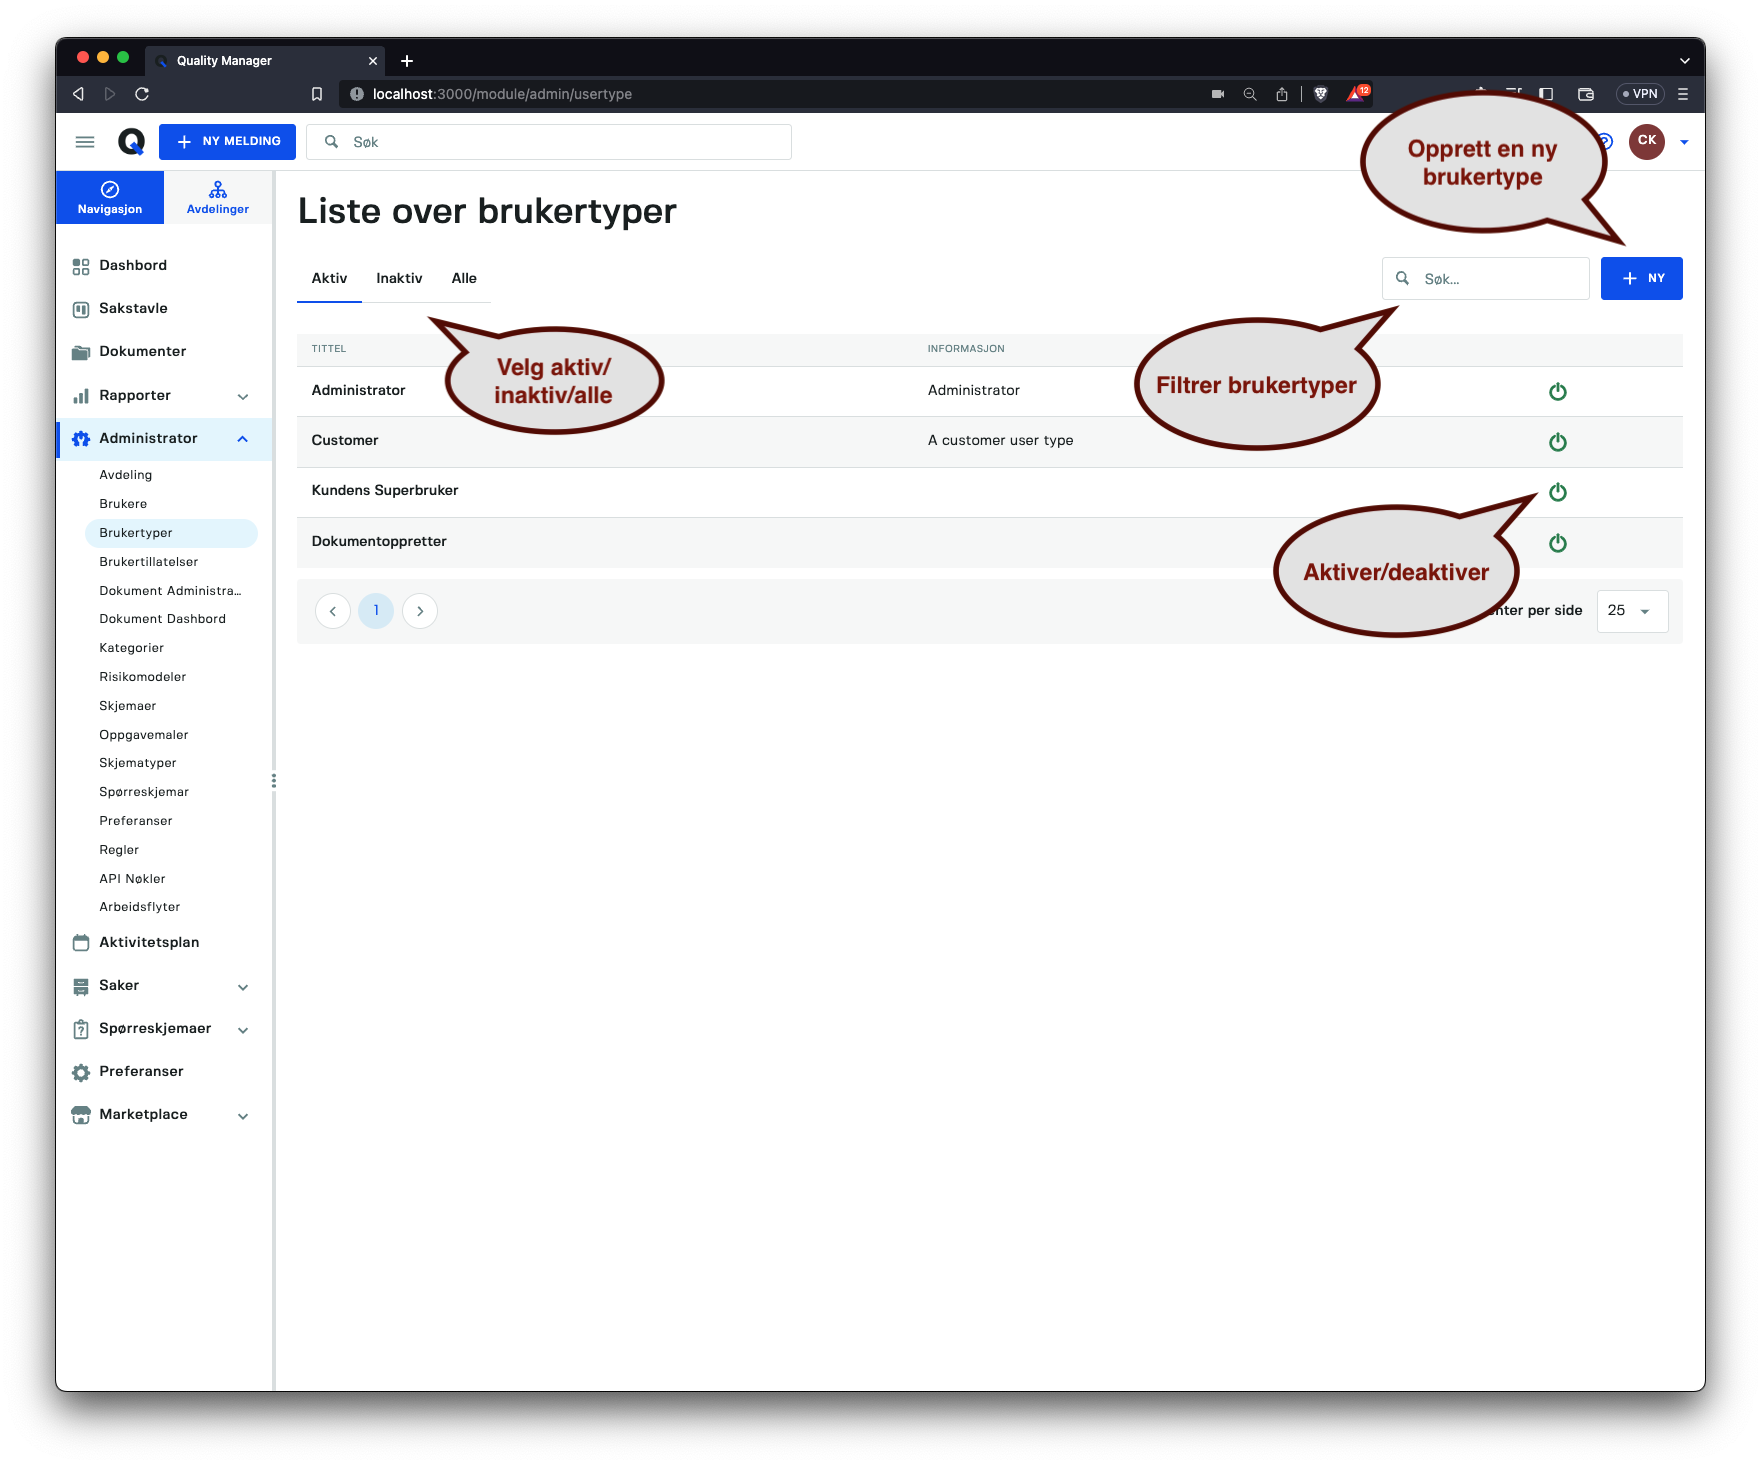 Quality Manager
localhost:3000/module/admin/usertype
12
VPN
NY MELDING
Søk
CK
Opprett en ny
brukertype
Navigasjon
Avdelinger
Liste over brukertyper
Dashbord
Sakstavle
Dokumenter
Rapporter
Administrator
Avdeling
Brukere
Brukertyper
Brukertillatelser
Dokument Administra...
Dokument Dashbord
Kategorier
Risikomodeler
Skjemaer
Oppgavemaler
Skjematyper
Spørreskjemar
Preferanser
Regler
API Nøkler
Arbeidsflyter
Aktivitetsplan
Saker
Spørreskjemaer
Preferanser
Marketplace
Aktiv
Inaktiv
Alle
Søk...
NY
Velg aktiv/
inaktiv/alle
Filtrer brukertyper
TITTEL
INFORMASJON
Administrator
Administrator
Customer
A customer user type
Kundens Superbruker
Dokumentoppretter
Aktiver/deaktiver
1
per side
25